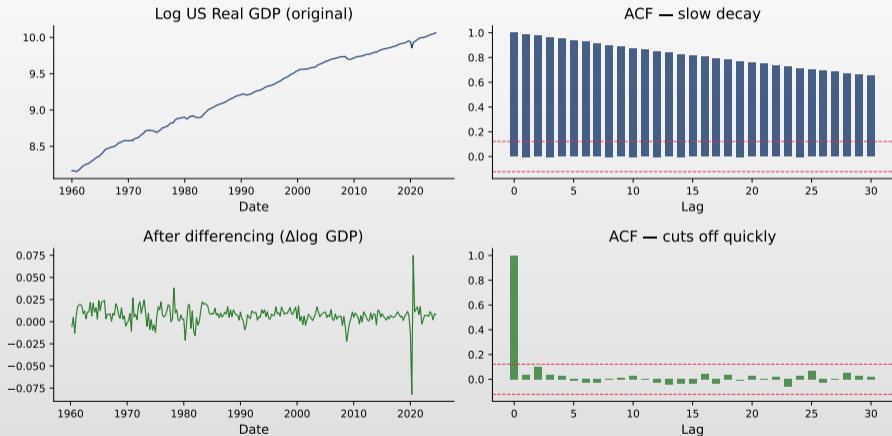 Log US Real GDP (original)
10.0
9.5
9.0
8.5
1960 1970 1980 1990 2000 2010 2020
Date
ACF — slow decay
1.0
0.8
0.6
0.4
0.2
0.0
0 5 10 15 20 25 30
Lag
After differencing (Δlog GDP)
0.075
0.050
0.025
0.000
−0.025
−0.050
−0.075
1960 1970 1980 1990 2000 2010 2020
Date
ACF — cuts off quickly
1.0
0.8
0.6
0.4
0.2
0.0
0 5 10 15 20 25 30
Lag